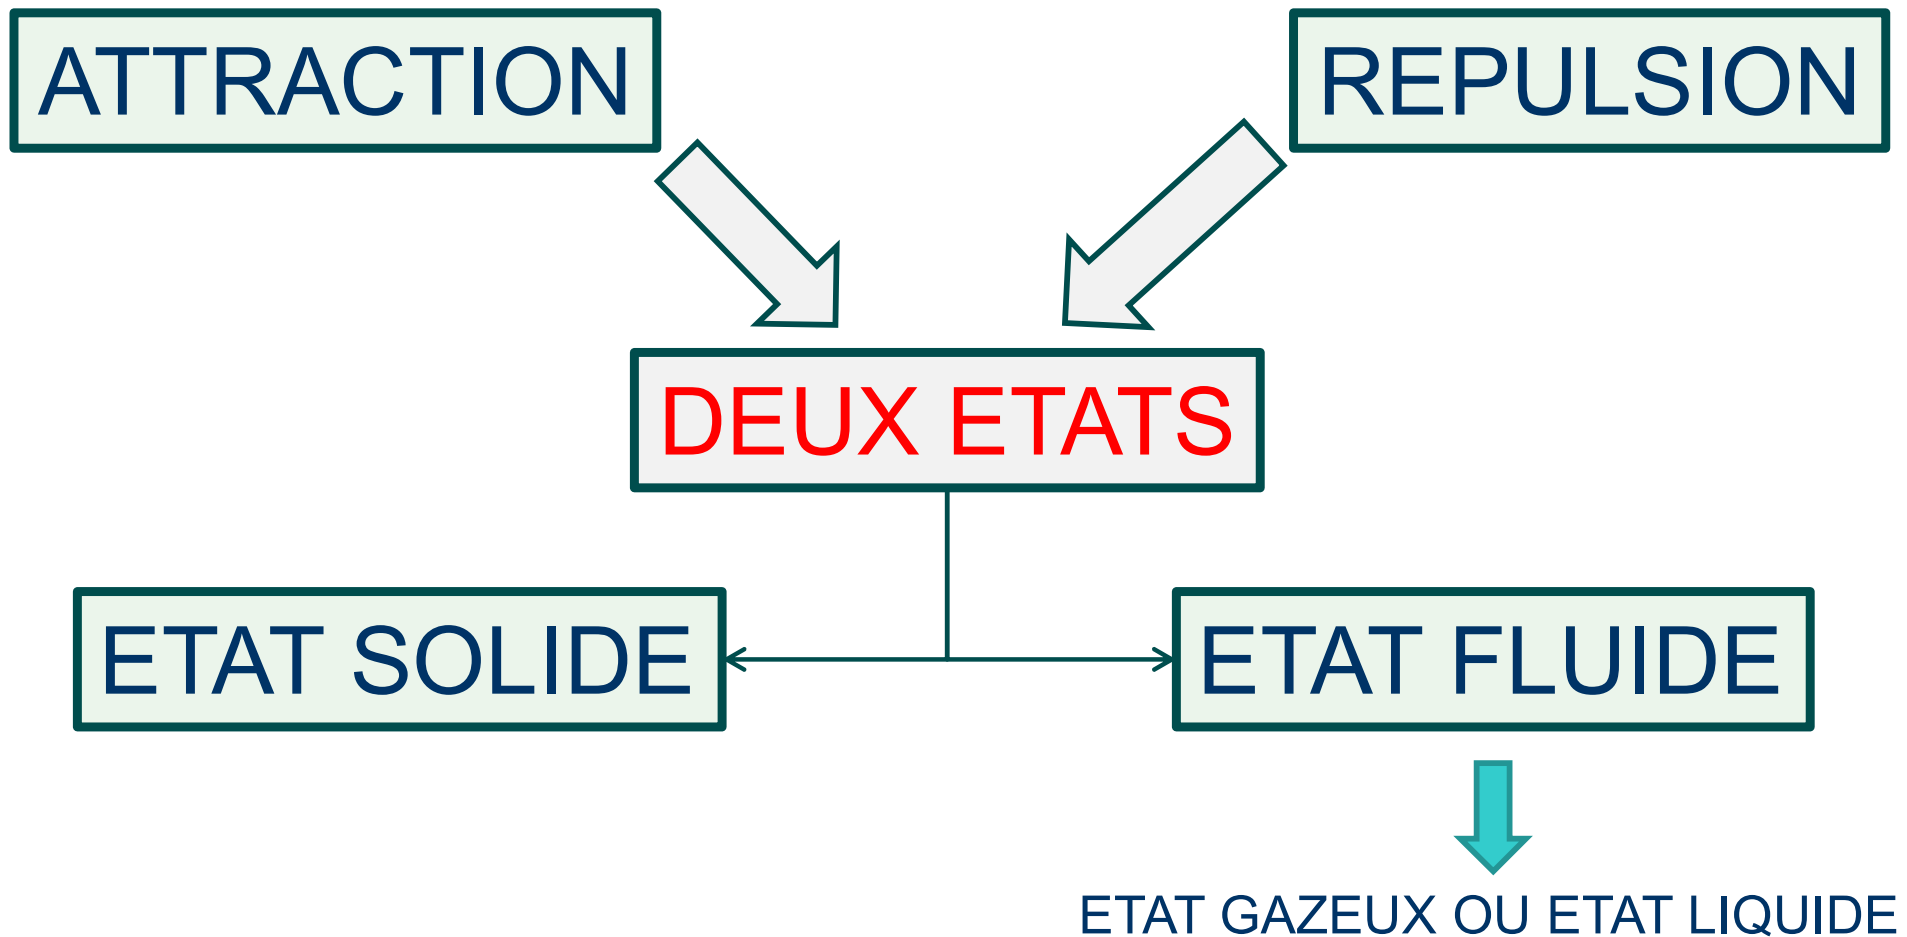 ATTRACTION
REPULSION
DEUX ETATS
ETAT SOLIDE
ETAT FLUIDE
ETAT GAZEUX OU ETAT LIQUIDE